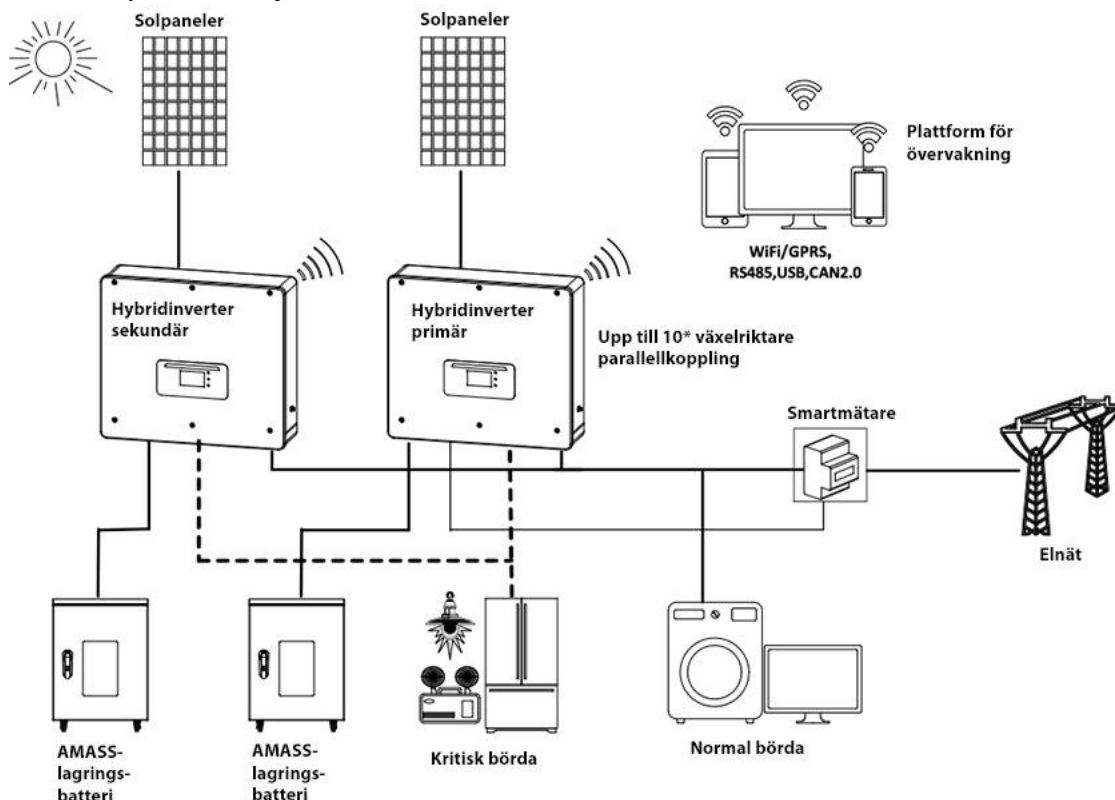 Solpaneler
Solpaneler
Plattform för
övervakning
WiFi/GPRS,
RS485,USB,CAN2.0
Hybridinverter
sekundär
Hybridinverter
primär
Upp till 10* växelriktare
parallellkoppling
Smartmätare
Elnät
AMASS-
lagrings-
batteri
AMASS-
lagrings-
batteri
Kritisk börda
Normal börda